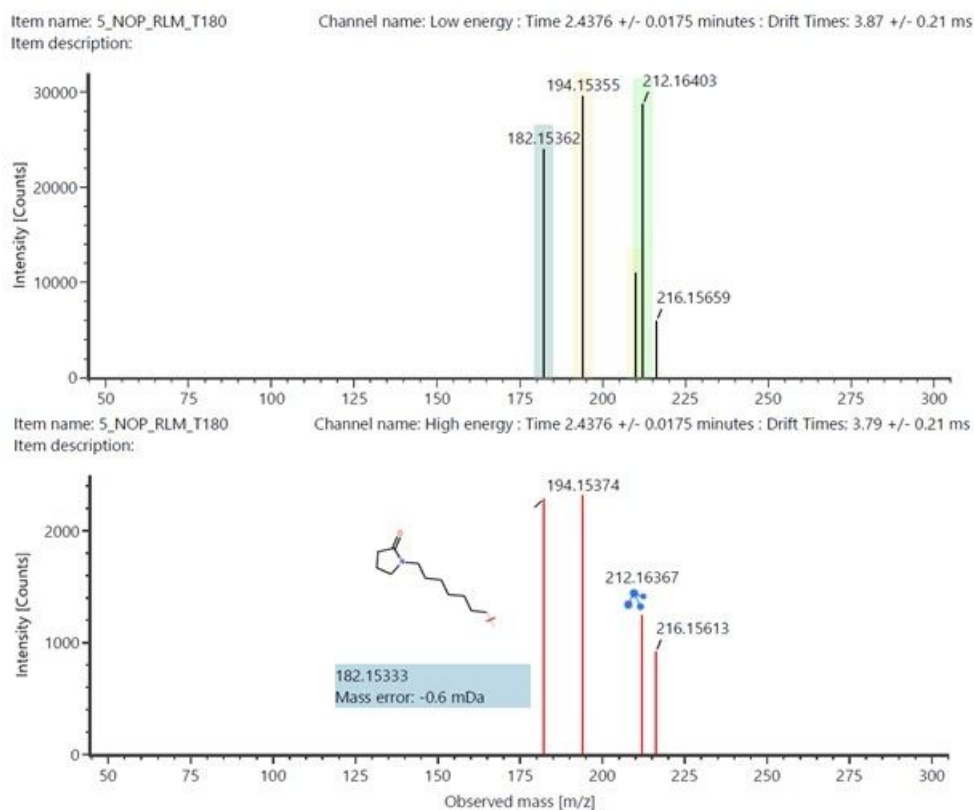 Item name: 5_NOP_RLM_T180 Channel name: Low energy : Time 2.4376 +/- 0.0175 minutes : Drift Times: 3.87 +/- 0.21 ms
Item description:
Intensity [Counts]
30000
20000
10000
0
182.15362
194.15355
212.16403
216.15659
50 75 100 125 150 175 200 225 250 275 300
Item name: 5_NOP_RLM_T180 Channel name: High energy : Time 2.4376 +/- 0.0175 minutes : Drift Times: 3.79 +/- 0.21 ms
Item description:
Intensity [Counts]
2000
1000
0
194.15374
212.16367
216.15613
182.15333
Mass error: -0.6 mDa
50 75 100 125 150 175 200 225 250 275 300
Observed mass [m/z]